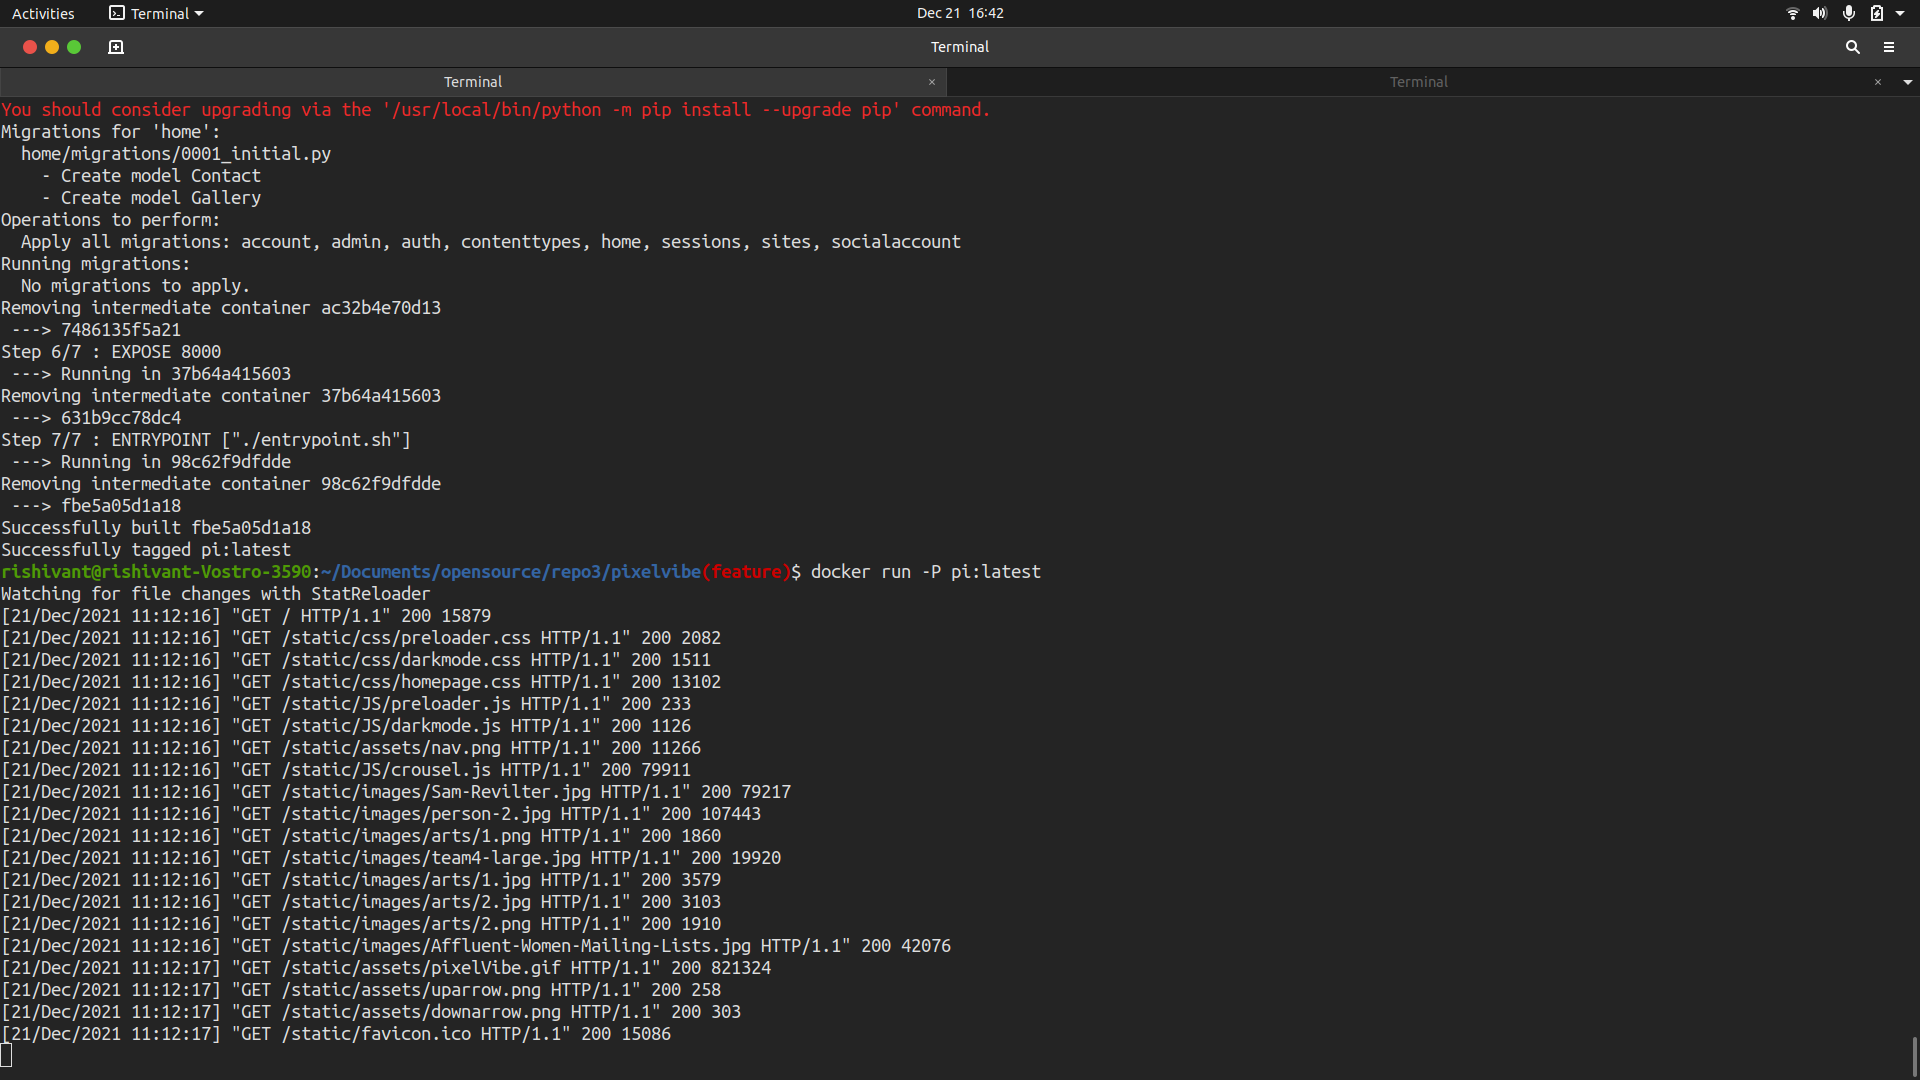 Activities Terminal Dec 21 16:42
Terminal
Terminal × Terminal ×
You should consider upgrading via the '/usr/local/bin/python -m pip install --upgrade pip' command.
Migrations for 'home':
  home/migrations/0001_initial.py
    - Create model Contact
    - Create model Gallery
Operations to perform:
  Apply all migrations: account, admin, auth, contenttypes, home, sessions, sites, socialaccount
Running migrations:
  No migrations to apply.
Removing intermediate container ac32b4e70d13
 ---> 7486135f5a21
Step 6/7 : EXPOSE 8000
 ---> Running in 37b64a415603
Removing intermediate container 37b64a415603
 ---> 631b9cc78dc4
Step 7/7 : ENTRYPOINT ["./entrypoint.sh"]
 ---> Running in 98c62f9dfdde
Removing intermediate container 98c62f9dfdde
 ---> fbe5a05d1a18
Successfully built fbe5a05d1a18
Successfully tagged pi:latest
rishivant@rishivant-Vostro-3590:~/Documents/opensource/repo3/pixelvibe(feature)$ docker run -P pi:latest
Watching for file changes with StatReloader
[21/Dec/2021 11:12:16] "GET / HTTP/1.1" 200 15879
[21/Dec/2021 11:12:16] "GET /static/css/preloader.css HTTP/1.1" 200 2082
[21/Dec/2021 11:12:16] "GET /static/css/darkmode.css HTTP/1.1" 200 1511
[21/Dec/2021 11:12:16] "GET /static/css/homepage.css HTTP/1.1" 200 13102
[21/Dec/2021 11:12:16] "GET /static/JS/preloader.js HTTP/1.1" 200 233
[21/Dec/2021 11:12:16] "GET /static/JS/darkmode.js HTTP/1.1" 200 1126
[21/Dec/2021 11:12:16] "GET /static/assets/nav.png HTTP/1.1" 200 11266
[21/Dec/2021 11:12:16] "GET /static/JS/crousel.js HTTP/1.1" 200 79911
[21/Dec/2021 11:12:16] "GET /static/images/Sam-Revilter.jpg HTTP/1.1" 200 79217
[21/Dec/2021 11:12:16] "GET /static/images/person-2.jpg HTTP/1.1" 200 107443
[21/Dec/2021 11:12:16] "GET /static/images/arts/1.png HTTP/1.1" 200 1860
[21/Dec/2021 11:12:16] "GET /static/images/team4-large.jpg HTTP/1.1" 200 19920
[21/Dec/2021 11:12:16] "GET /static/images/arts/1.jpg HTTP/1.1" 200 3579
[21/Dec/2021 11:12:16] "GET /static/images/arts/2.jpg HTTP/1.1" 200 3103
[21/Dec/2021 11:12:16] "GET /static/images/arts/2.png HTTP/1.1" 200 1910
[21/Dec/2021 11:12:16] "GET /static/images/Affluent-Women-Mailing-Lists.jpg HTTP/1.1" 200 42076
[21/Dec/2021 11:12:17] "GET /static/assets/pixelVibe.gif HTTP/1.1" 200 821324
[21/Dec/2021 11:12:17] "GET /static/assets/uparrow.png HTTP/1.1" 200 258
[21/Dec/2021 11:12:17] "GET /static/assets/downarrow.png HTTP/1.1" 200 303
[21/Dec/2021 11:12:17] "GET /static/favicon.ico HTTP/1.1" 200 15086